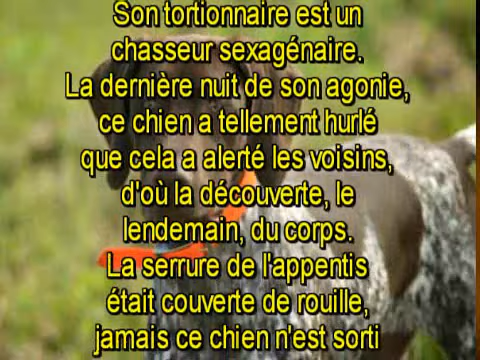 Son tortionnaire est un
chasseur sexagénaire.
La dernière nuit de son agonie,
ce chien a tellement hurlé
que cela a alerté les voisins,
d'où la découverte, le
lendemain, du corps.
La serrure de l'appentis
était couverte de rouille,
jamais ce chien n'est sorti